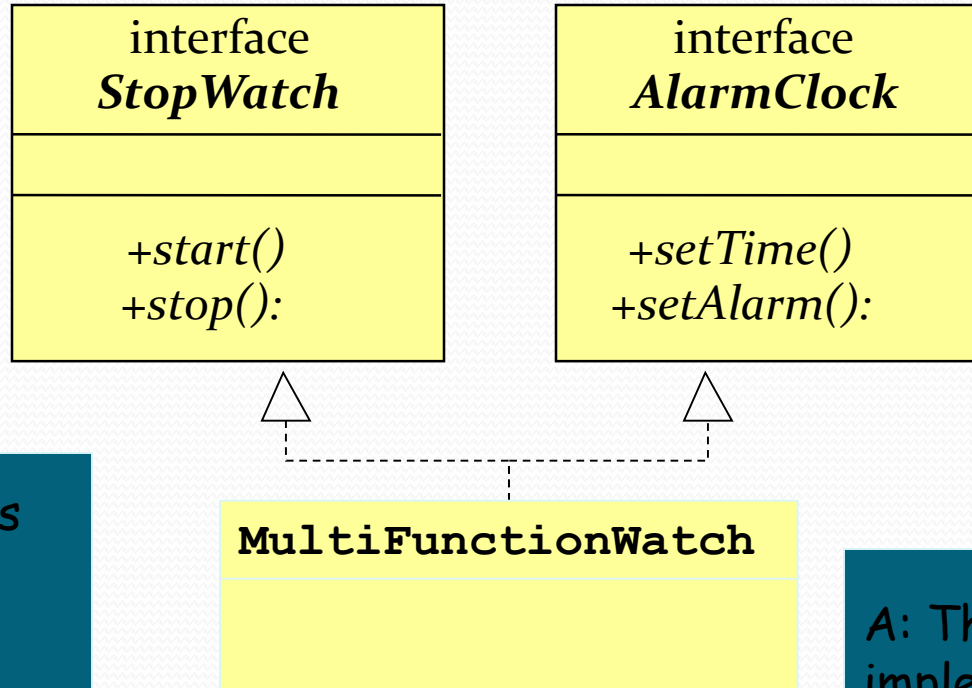 interface
StopWatch
+start()
+stop():
interface
AlarmClock
+setTime()
+setAlarm():
MultiFunctionWatch
A: